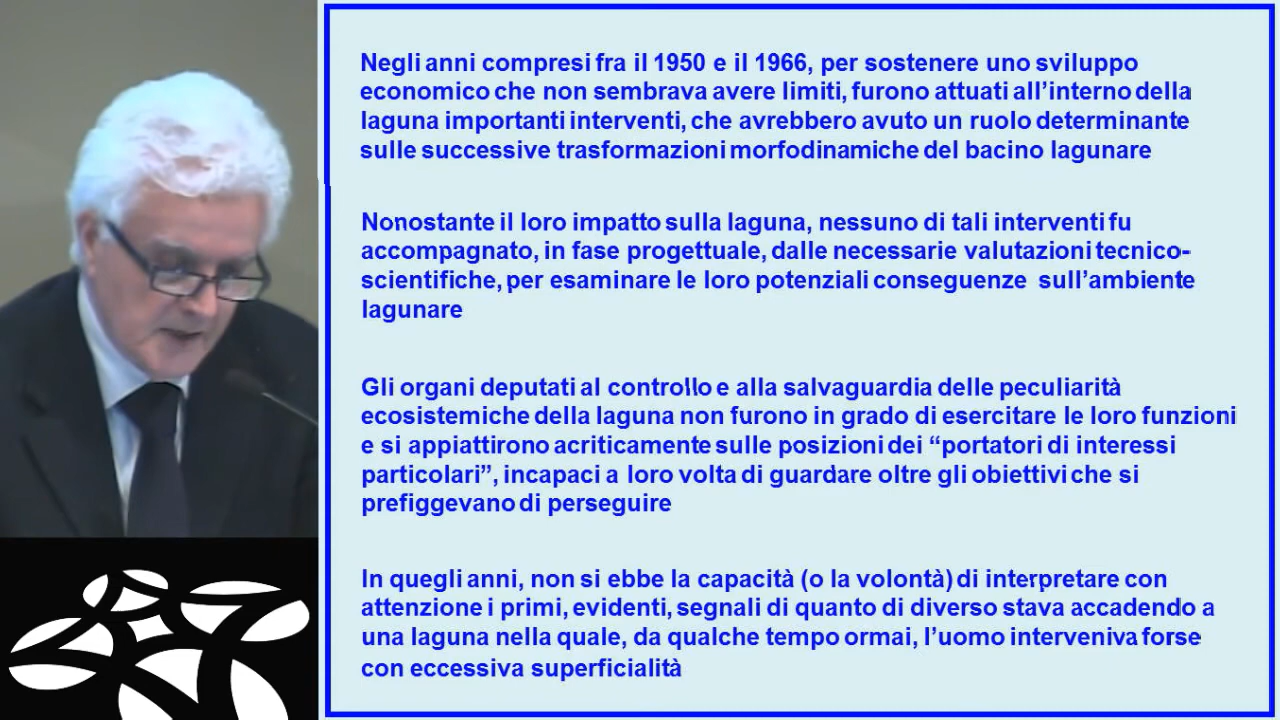 Negli anni compresi fra il 1950 e il 1966, per sostenere uno sviluppo
economico che non sembrava avere limiti, furono attuati all’interno della
laguna importanti interventi, che avrebbero avuto un ruolo determinante
sulle successive trasformazioni morfodinamiche del bacino lagunare
Nonostante il loro impatto sulla laguna, nessuno di tali interventi fu
accompagnato, in fase progettuale, dalle necessarie valutazioni tecnico-
scientifiche, per esaminare le loro potenziali conseguenze sull’ambiente
lagunare
Gli organi deputati al controllo e alla salvaguardia delle peculiarità
ecosistemiche della laguna non furono in grado di esercitare le loro funzioni
e si appiattirono acriticamente sulle posizioni dei “portatori di interessi
particolari”, incapaci a loro volta di guardare oltre gli obiettivi che si
prefiggevano di perseguire
In quegli anni, non si ebbe la capacità (o la volontà) di interpretare con
attenzione i primi, evidenti, segnali di quanto di diverso stava accadendo a
una laguna nella quale, da qualche tempo ormai, l’uomo interveniva forse
con eccessiva superficialità